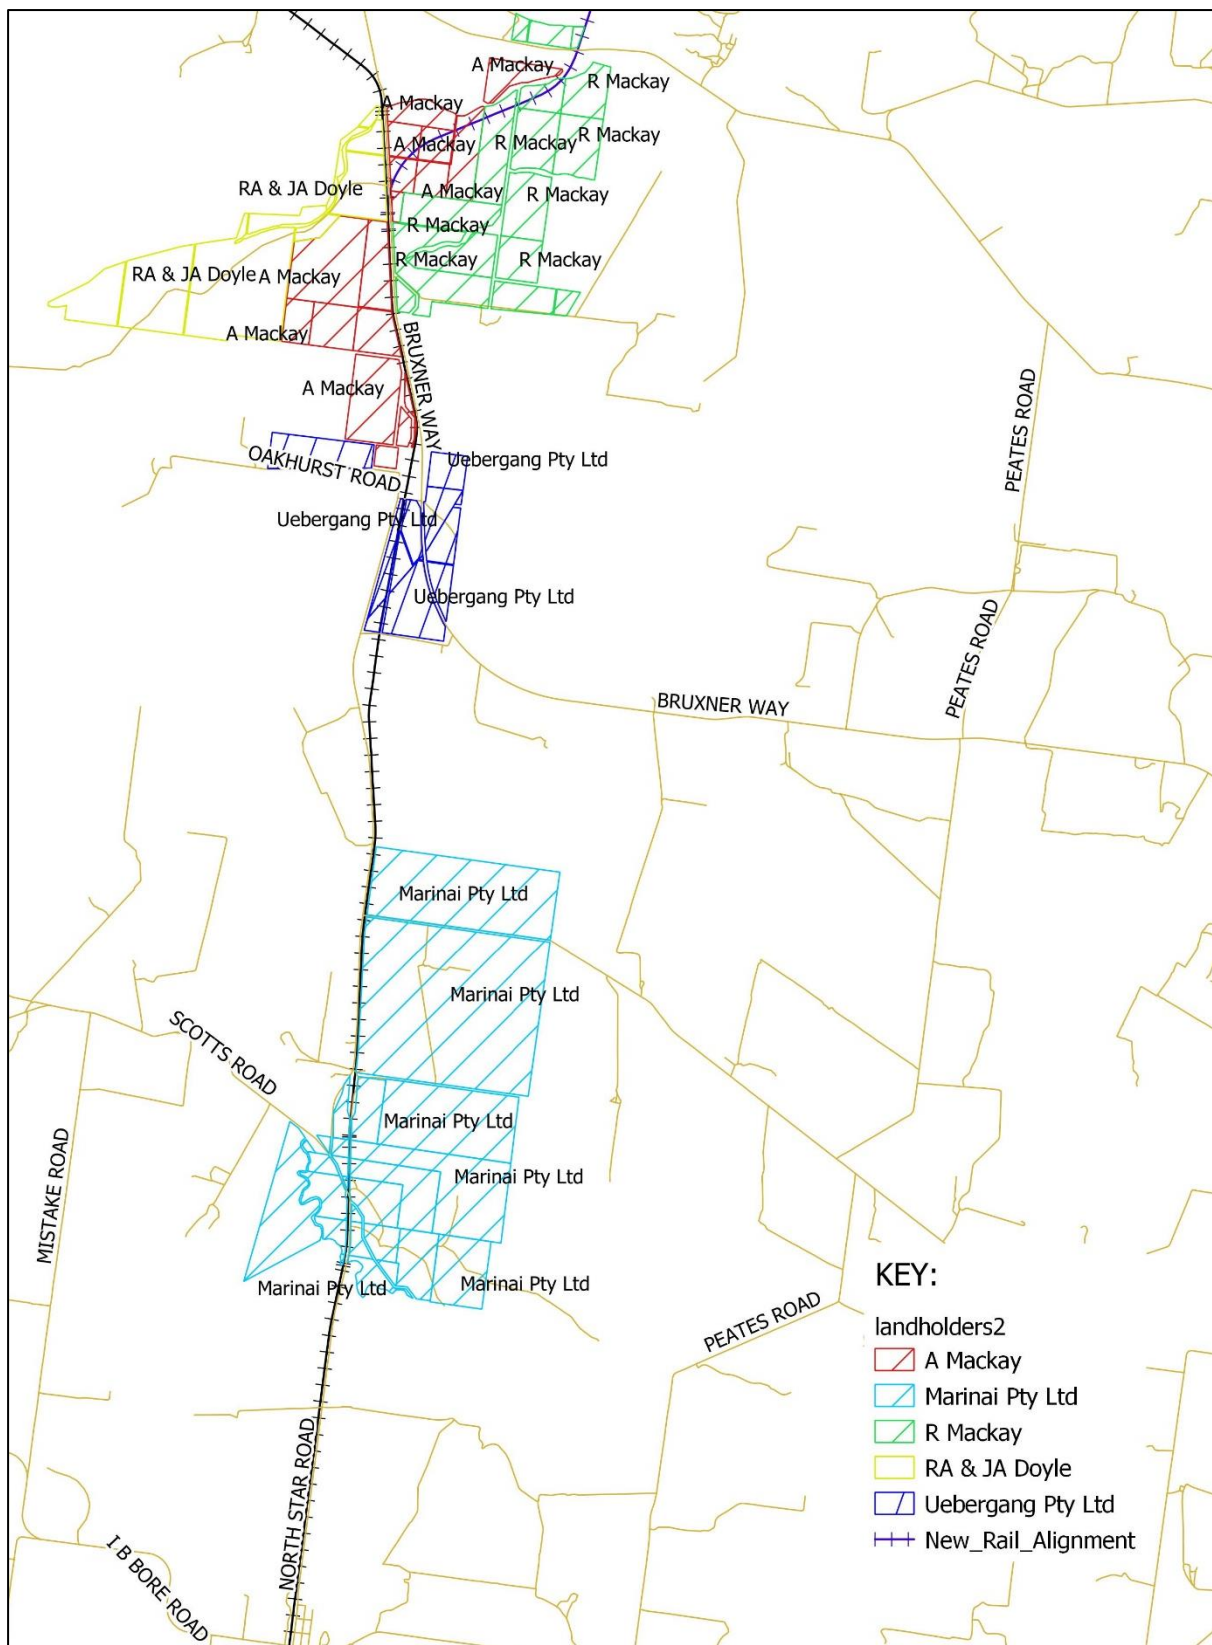 A Mackay
R Mackay
A Mackay
R Mackay
A Mackay
R Mackay
RA & JA Doyle
A Mackay
R Mackay
R Mackay
R Mackay
R Mackay
RA & JA Doyle
A Mackay
A Mackay
BRUXNER WAY
A Mackay
PEATES ROAD
OAKHURST ROAD
Uebergang Pty Ltd
Uebergang Pty Ltd
Uebergang Pty Ltd
PEATES ROAD
BRUXNER WAY
Marinai Pty Ltd
Marinai Pty Ltd
SCOTTS ROAD
Marinai Pty Ltd
MISTAKE ROAD
Marinai Pty Ltd
Marinai Pty Ltd
Marinai Pty Ltd
PEATES ROAD
NORTH STAR ROAD
I B BORE ROAD
KEY:
landholders2
A Mackay
Marinai Pty Ltd
R Mackay
RA & JA Doyle
Uebergang Pty Ltd
New_Rail_Alignment